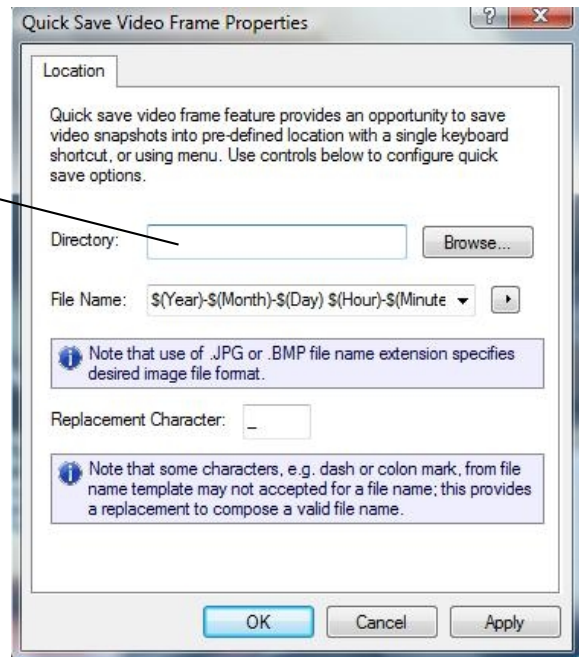 Quick Save Video Frame Properties
?
X
Location
Quick save video frame feature provides an opportunity to save
video snapshots into pre-defined location with a single keyboard
shortcut, or using menu. Use controls below to configure quick
save options.
Directory:
Browse...
File Name: $(Year)-$(Month)-$(Day) $(Hour)-$(Minute
Note that use of .JPG or .BMP file name extension specifies
desired image file format.
Replacement Character: _
Note that some characters, e.g. dash or colon mark, from file
name template may not accepted for a file name; this provides
a replacement to compose a valid file name.
OK Cancel Apply